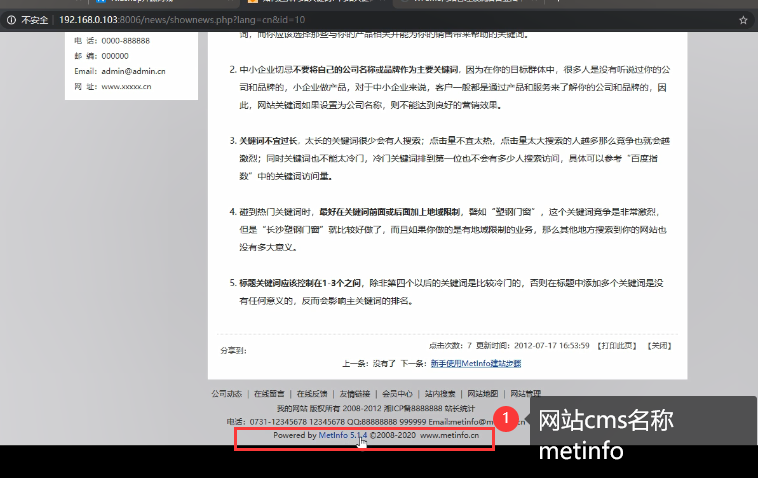 不安全 192.168.0.103:8006/news/shownews.php?lang=cn&id=10
电 话：0000-888888
邮 编：000000
Email：admin@admin.cn
网 址：www.xxxxx.cn
词，而你应该选择那些与你的产品相关并能为你的销售带来帮助的关键词。
2. 中小企业切忌不要将自己的公司名称或品牌作为主要关键词，因为在你的目标群体中，很多人是没有听说过你的公
司和品牌的，小企业做产品，对于中小企业来说，客户一般都是通过产品和服务来了解你的公司和品牌的，因
此，网站关键词如果设置为公司名称，则不能达到良好的营销效果。
3. 关键词不宜过长，太长的关键词很少会有人搜索；点击量不宜太热，点击量太大搜索的人越多那么竞争也就会越
激烈；同时关键词也不能太冷门，冷门关键词排到第一位也不会有多少人搜索访问，具体可以参考“百度指
数”中的关键词访问量。
4. 碰到热门关键词时，最好在关键词前面或后面加上地域限制，譬如“塑钢门窗”，这个关键词竞争是非常激烈，
但是“长沙塑钢门窗”就比较好做了，而且如果你做的是有地域限制的业务，那么其他地方搜索到你的网站也
没有多大意义。
5. 标题关键词应该控制在1-3个之间，除非第四个以后的关键词是比较冷门的，否则在标题中添加多个关键词是没
有任何意义的，反而会影响主关键词的排名。
分享到：
点击次数：7 更新时间：2012-07-17 16:53:59 【打印此页】 【关闭】
上一条：没有了 下一条：新手使用MetInfo建站步骤
公司动态 | 在线留言 | 在线反馈 | 友情链接 | 会员中心 | 站内搜索 | 网站地图 | 网站管理
我的网站 版权所有 2008-2012 湘ICP备8888888 站长统计
电话：0731-12345678 12345678 QQ:88888888 999999 Email:metinfo@m
Powered by MetInfo 5.1.4 ©2008-2020 www.metinfo.cn
1
网站cms名称
metinfo